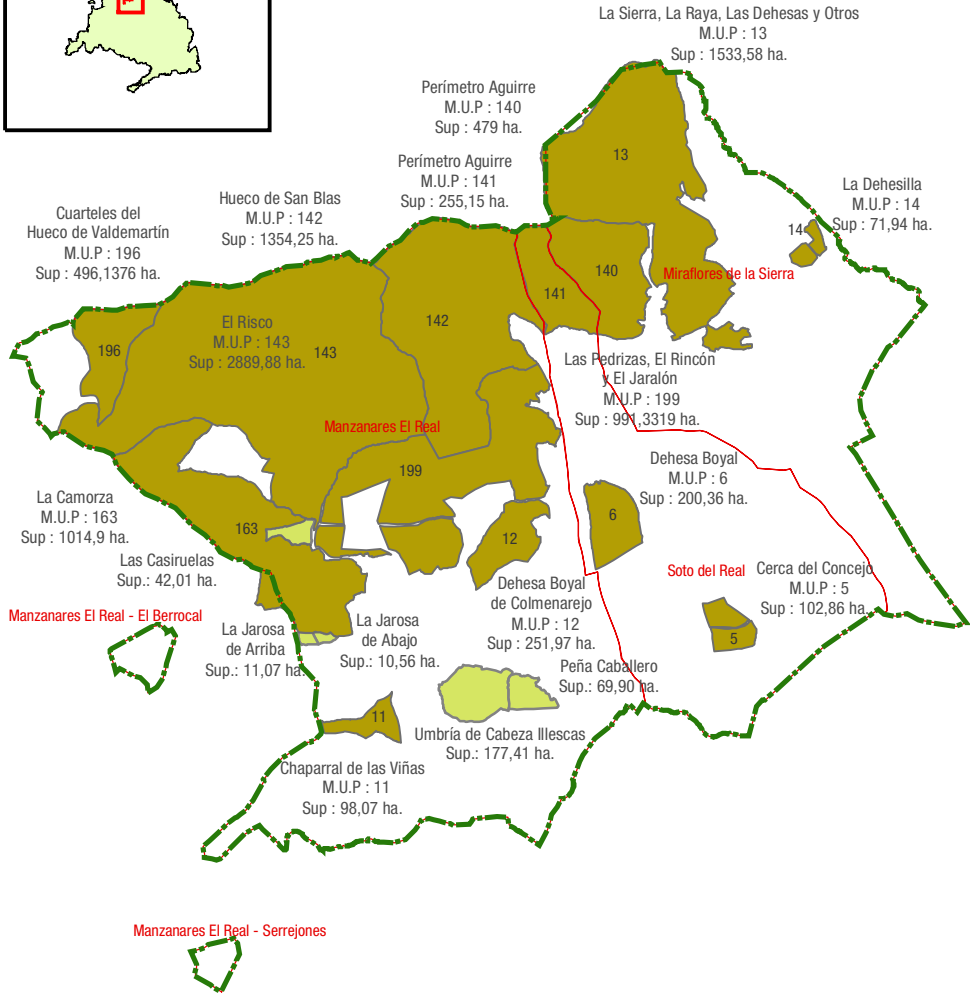 La Sierra, La Raya, Las Dehesas y Otros
M.U.P : 13
Sup : 1533,58 ha.
Perímetro Aguirre
M.U.P : 140
Sup : 479 ha.
13
Perímetro Aguirre
M.U.P : 141
Sup : 255,15 ha.
La Dehesilla
M.U.P : 14
Sup : 71,94 ha.
14
Hueco de San Blas
M.U.P : 142
Sup : 1354,25 ha.
Cuarteles del
Hueco de Valdemartín
M.U.P : 196
Sup : 496,1376 ha.
140
Miraflores de la Sierra
141
142
El Risco
M.U.P : 143
Sup : 2889,88 ha.
143
196
Las Pedrizas, El Rincón
y El Jaralón
M.U.P : 199
Sup : 991,3319 ha.
Manzanares El Real
199
Dehesa Boyal
M.U.P : 6
Sup : 200,36 ha.
6
La Camorza
M.U.P : 163
Sup : 1014,9 ha.
163
12
Las Casiruelas
Sup.: 42,01 ha.
Soto del Real
Cerca del Concejo
M.U.P : 5
Sup : 102,86 ha.
5
Dehesa Boyal
de Colmenarejo
M.U.P : 12
Sup : 251,97 ha.
Manzanares El Real - El Berrocal
La Jarosa
de Arriba
Sup.: 11,07 ha.
La Jarosa
de Abajo
Sup.: 10,56 ha.
Peña Caballero
Sup.: 69,90 ha.
11
Umbría de Cabeza Illescas
Sup.: 177,41 ha.
Chaparral de las Viñas
M.U.P : 11
Sup : 98,07 ha.
Manzanares El Real - Serrejones